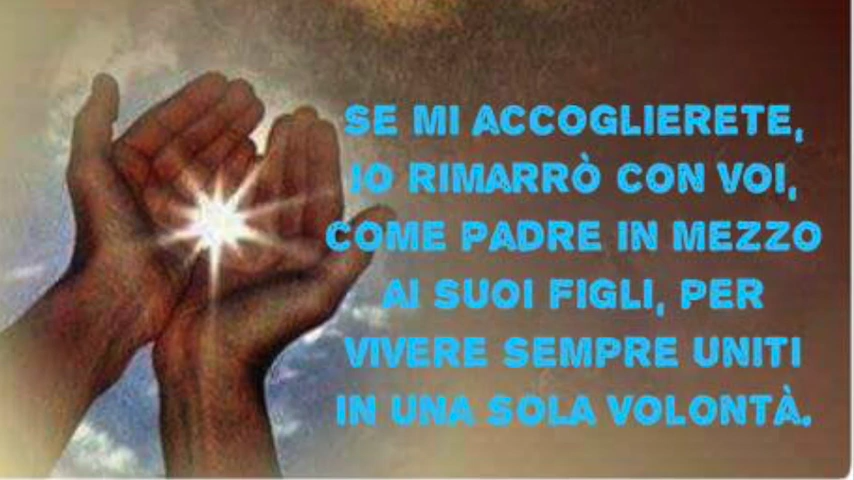 SE MI ACCOGLIERETE,
IO RIMARRÒ CON VOI,
COME PADRE IN MEZZO
AI SUOI FIGLI, PER
VIVERE SEMPRE UNITI
IN UNA SOLA VOLONTÀ.